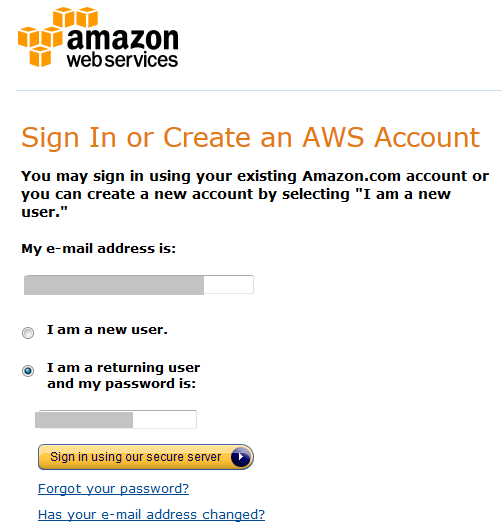 amazon
web services
Sign In or Create an AWS Account
You may sign in using your existing Amazon.com account or
you can create a new account by selecting "I am a new
user."
My e-mail address is:
I am a new user.
I am a returning user
and my password is:
Sign in using our secure server
Forgot your password?
Has your e-mail address changed?